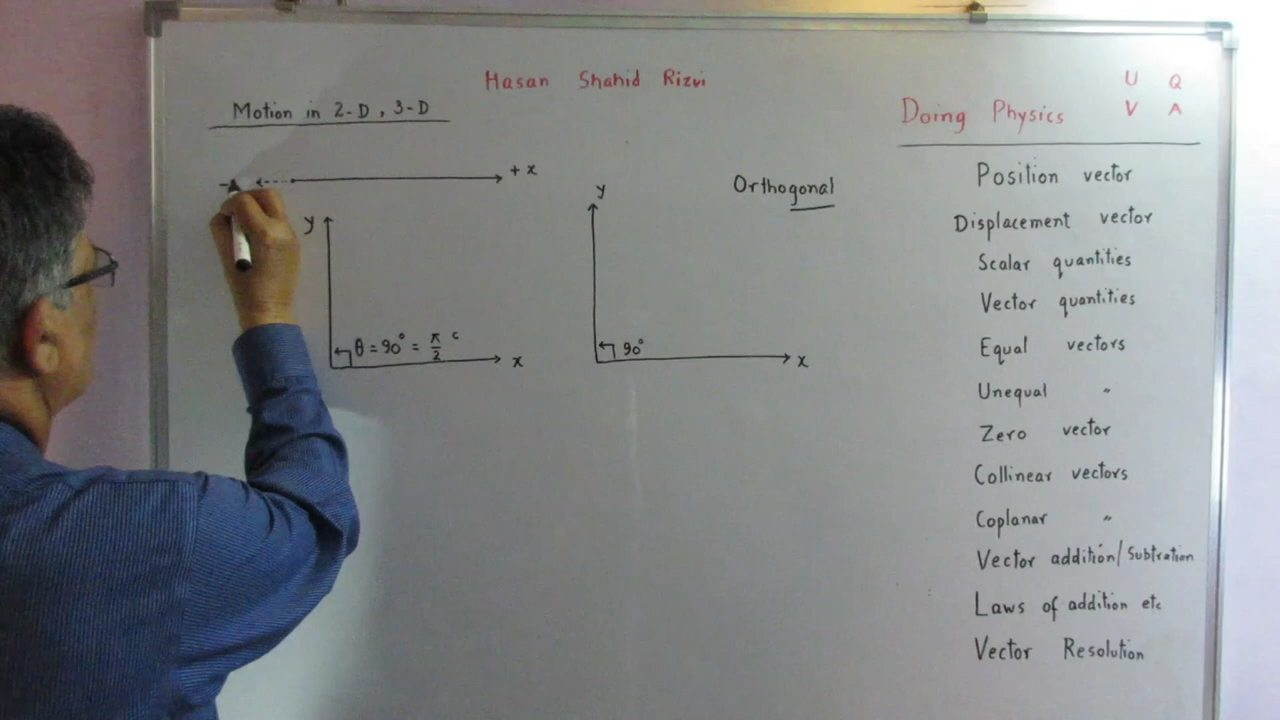 Hasan Shahid Rizvi
U Q
Motion in 2-D , 3-D
Doing Physics V A
+ x
y
θ = 90° = π/2 ᶜ
x
y
90°
x
Orthogonal
Position vector
Displacement vector
Scalar quantities
Vector quantities
Equal vectors
Unequal "
Zero vector
Collinear vectors
Coplanar "
Vector addition/Subtration
Laws of addition etc
Vector Resolution